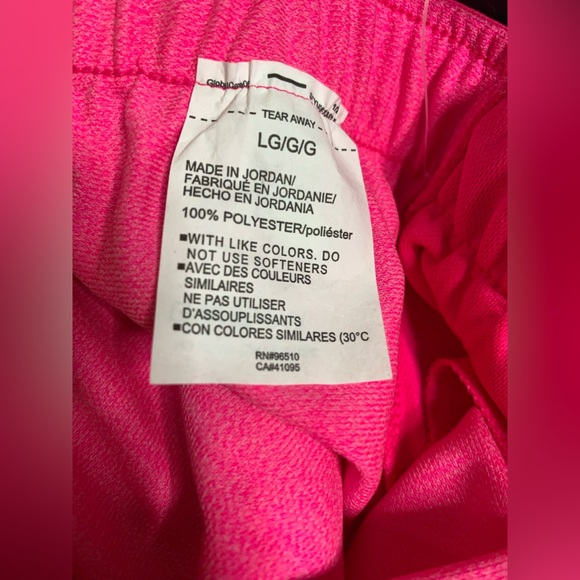 TEAR AWAY
LG/G/G
MADE IN JORDAN/
FABRIQUÉ EN JORDANIE/
HECHO EN JORDANIA
100% POLYESTER/poliéster
■WITH LIKE COLORS. DO
NOT USE SOFTENERS
■AVEC DES COULEURS
SIMILAIRES
NE PAS UTILISER
D'ASSOUPLISSANTS
■CON COLORES SIMILARES (30°C
RN#96510
CA#41095